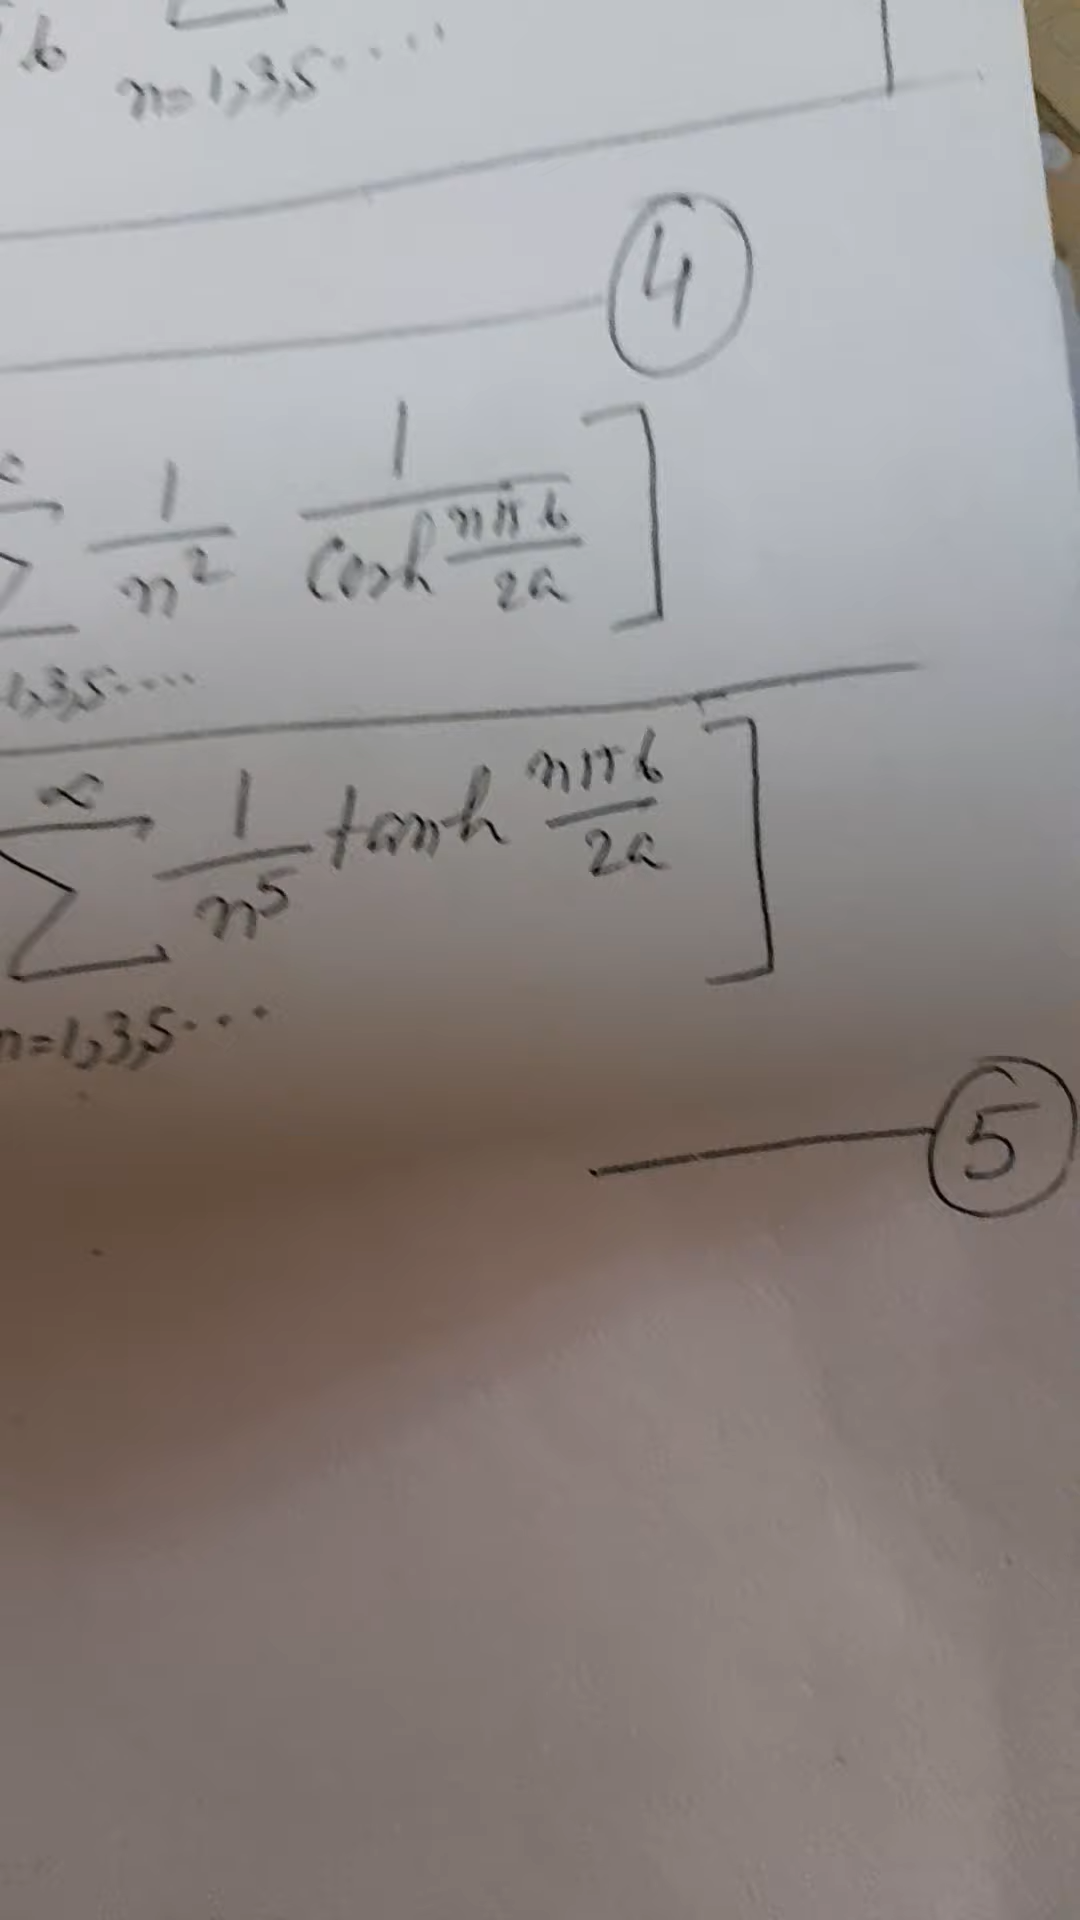 b
n=1,3,5....
4
∑ 1/n² 1/(Cosh nπb/2a) ]
1,3,5....
∞
∑ 1/n⁵ tanh nπb/2a ]
n=1,3,5...
5